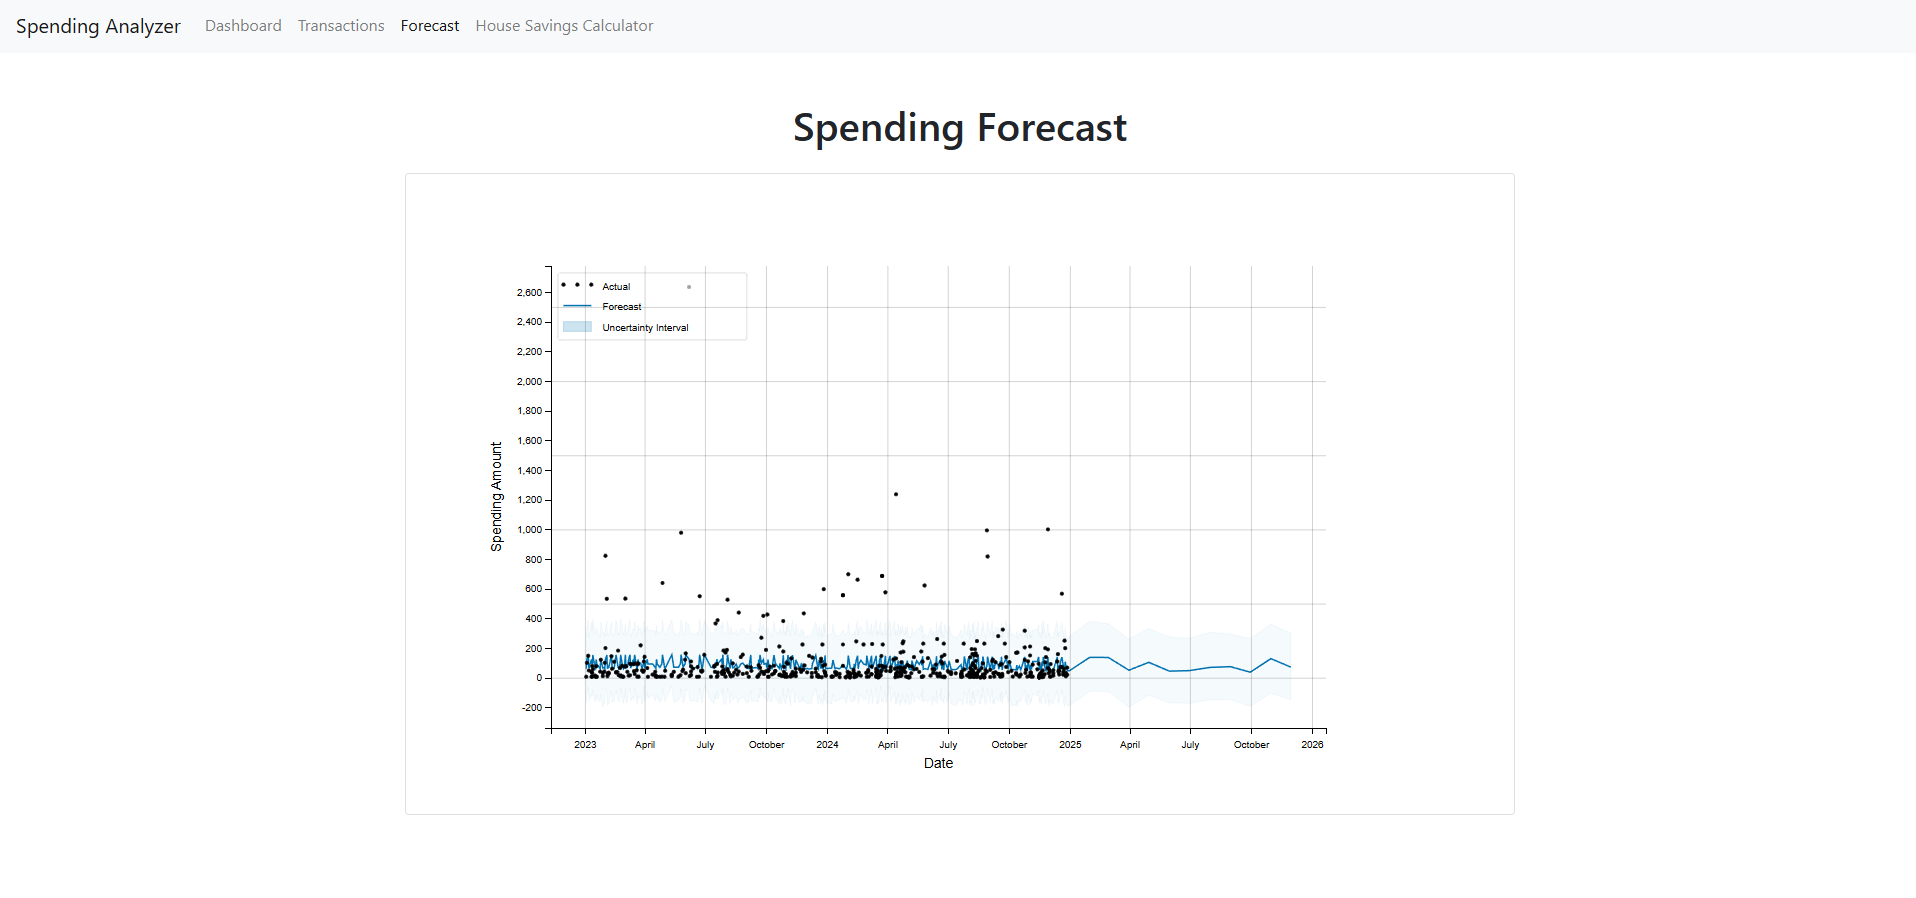 Spending Analyzer Dashboard Transactions Forecast House Savings Calculator
Spending Forecast
Actual
Forecast
Uncertainty Interval
2,600
2,400
2,200
2,000
1,800
1,600
1,400
1,200
1,000
800
600
400
200
0
-200
Spending Amount
2023 April July October 2024 April July October 2025 April July October 2026
Date